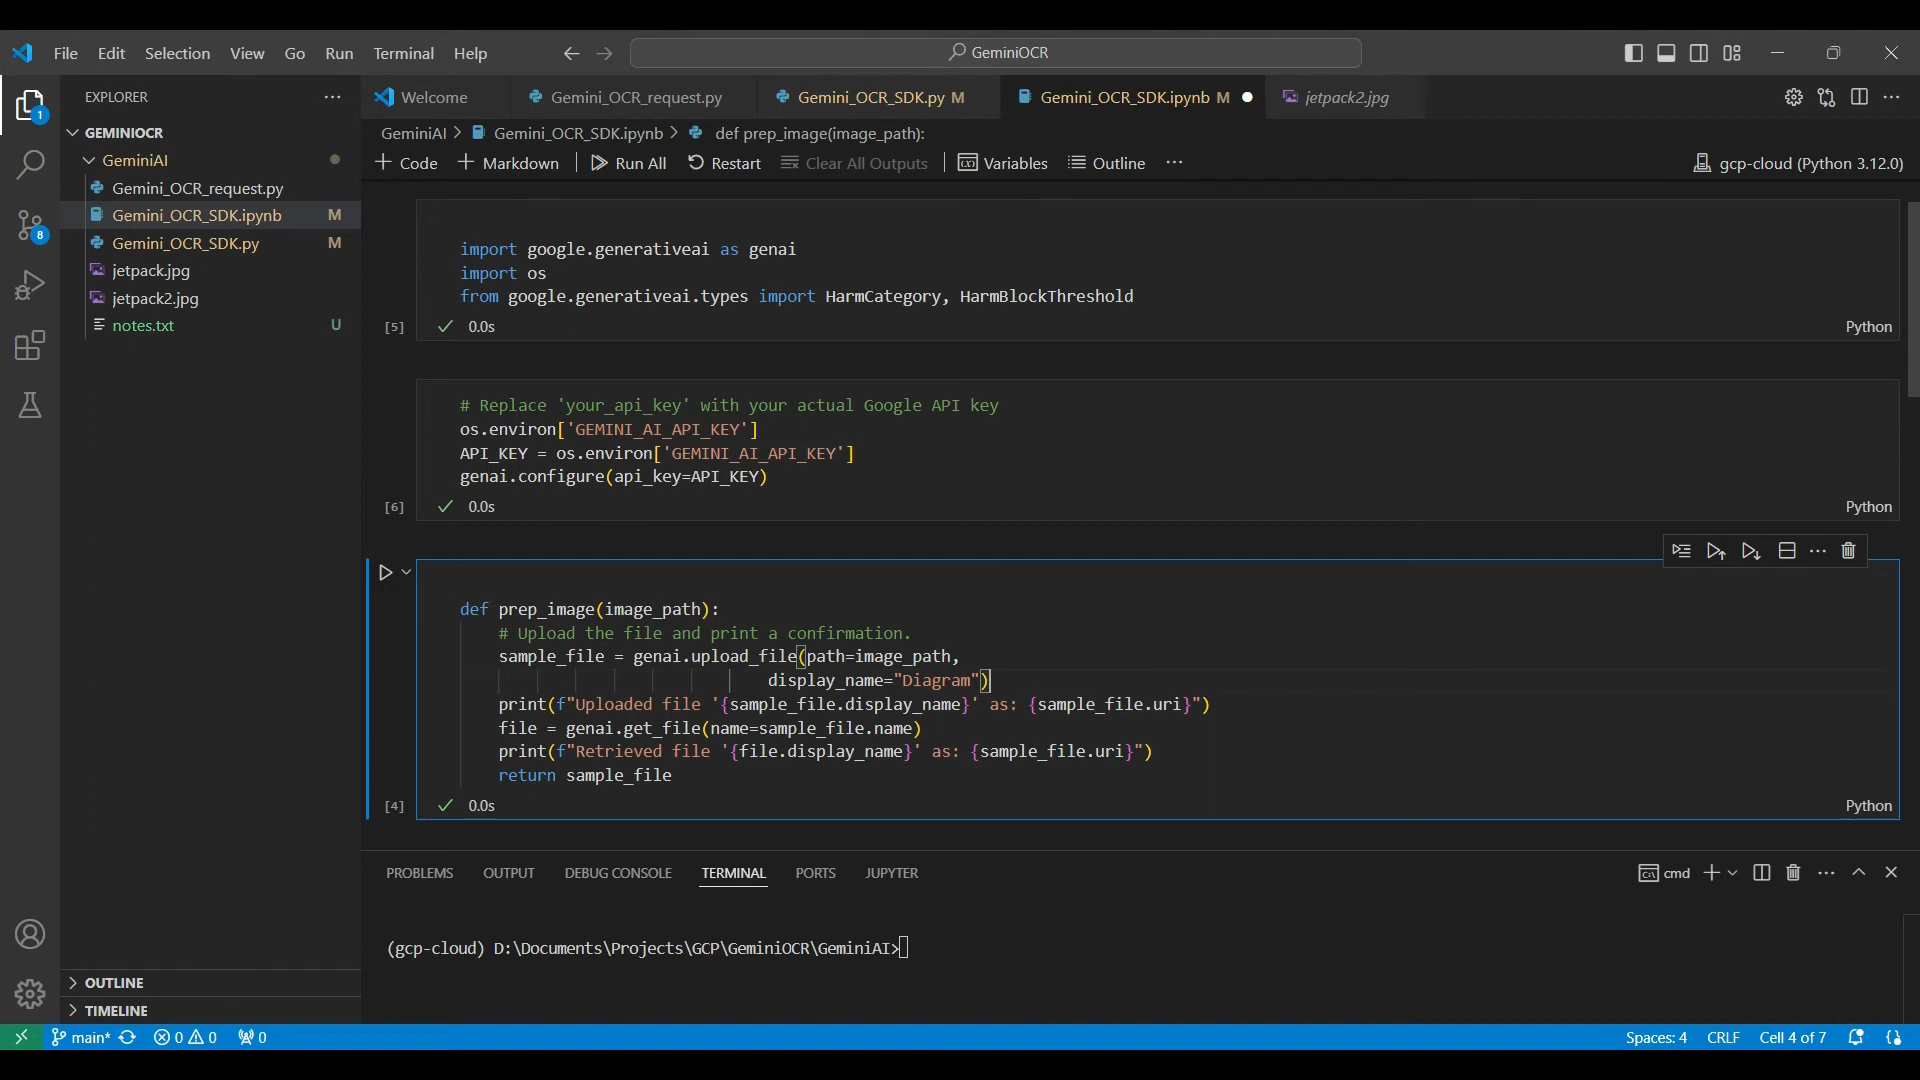 File Edit Selection View Go Run Terminal Help
GeminiOCR
EXPLORER
GEMINIOCR
GeminiAI
Gemini_OCR_request.py
Gemini_OCR_SDK.ipynb M
Gemini_OCR_SDK.py M
jetpack.jpg
jetpack2.jpg
notes.txt U
1
8
OUTLINE
TIMELINE
Welcome Gemini_OCR_request.py Gemini_OCR_SDK.py M Gemini_OCR_SDK.ipynb M jetpack2.jpg
GeminiAI > Gemini_OCR_SDK.ipynb > def prep_image(image_path):
+ Code + Markdown Run All Restart Clear All Outputs Variables Outline ... gcp-cloud (Python 3.12.0)
import google.generativeai as genai
import os
from google.generativeai.types import HarmCategory, HarmBlockThreshold
[5] 0.0s Python
# Replace 'your_api_key' with your actual Google API key
os.environ['GEMINI_AI_API_KEY']
API_KEY = os.environ['GEMINI_AI_API_KEY']
genai.configure(api_key=API_KEY)
[6] 0.0s Python
def prep_image(image_path):
# Upload the file and print a confirmation.
sample_file = genai.upload_file(path=image_path,
display_name="Diagram")
print(f"Uploaded file '{sample_file.display_name}' as: {sample_file.uri}")
file = genai.get_file(name=sample_file.name)
print(f"Retrieved file '{file.display_name}' as: {sample_file.uri}")
return sample_file
[4] 0.0s Python
PROBLEMS OUTPUT DEBUG CONSOLE TERMINAL PORTS JUPYTER cmd
(gcp-cloud) D:\Documents\Projects\GCP\GeminiOCR\GeminiAI>
main* 0 0 0 Spaces: 4 CRLF Cell 4 of 7